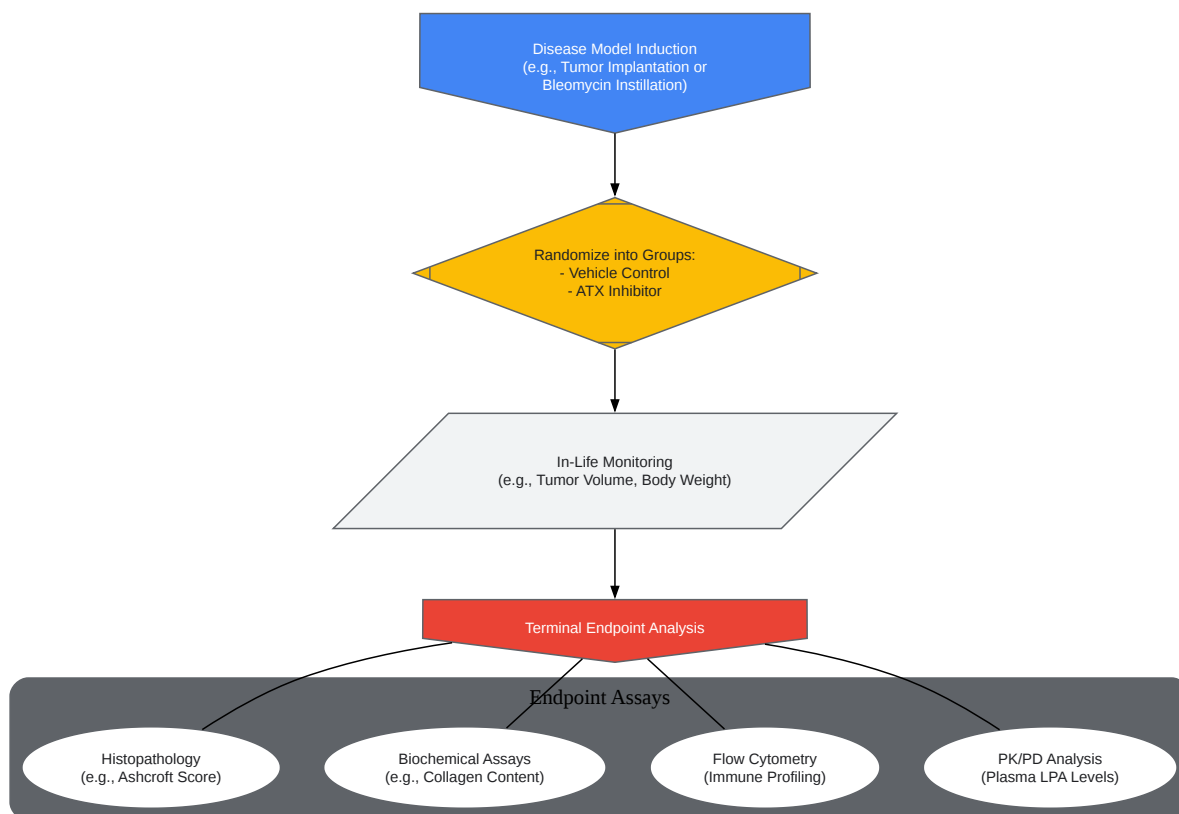 Disease Model Induction
(e.g., Tumor Implantation or
Bleomycin Instillation)
Randomize into Groups:
- Vehicle Control
- ATX Inhibitor
In-Life Monitoring
(e.g., Tumor Volume, Body Weight)
Terminal Endpoint Analysis
Endpoint Assays
Histopathology
(e.g., Ashcroft Score)
Biochemical Assays
(e.g., Collagen Content)
Flow Cytometry
(Immune Profiling)
PK/PD Analysis
(Plasma LPA Levels)